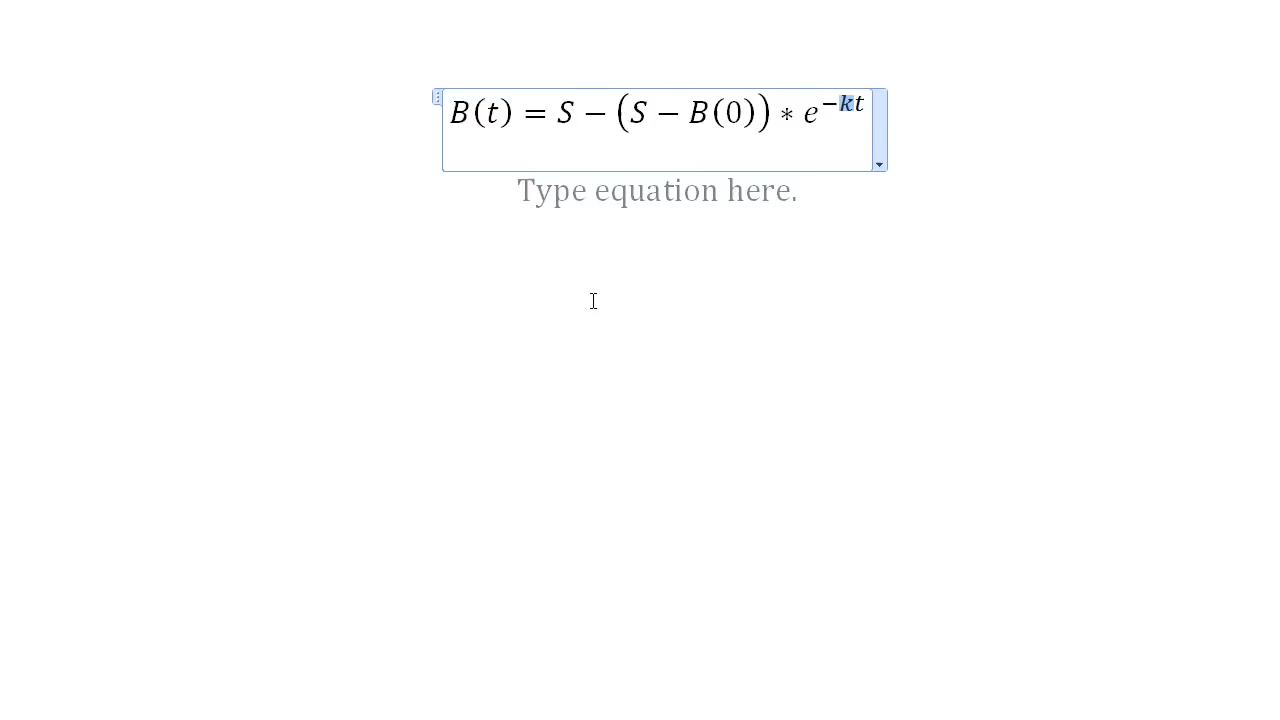 B(t) = S − (S − B(0)) ∗ e^{−kt}
Type equation here.